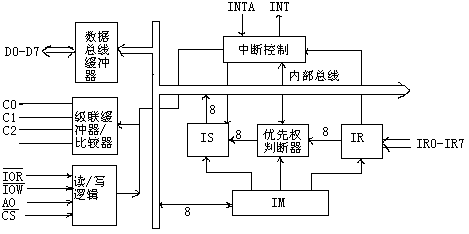 INTA
INT
数据
总线
缓冲
器
D0-D7
中断控制
内部总线
8
C0
C1
C2
级联缓
冲器/
比较器
IS
8
优先权
判断器
8
IR
IR0-IR7
IOR
IOW
AO
CS
读/写
逻辑
8
IM